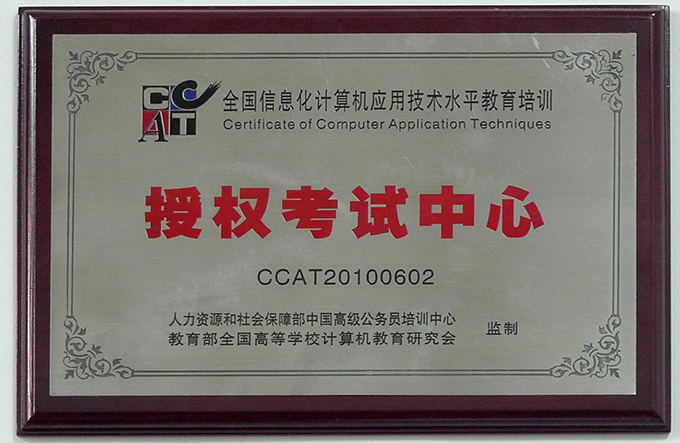 CCAT
全国信息化计算机应用技术水平教育培训
Certificate of Computer Application Techniques
授权考试中心
CCAT20100602
人力资源和社会保障部中国高级公务员培训中心
教育部全国高等学校计算机教育研究会
监制